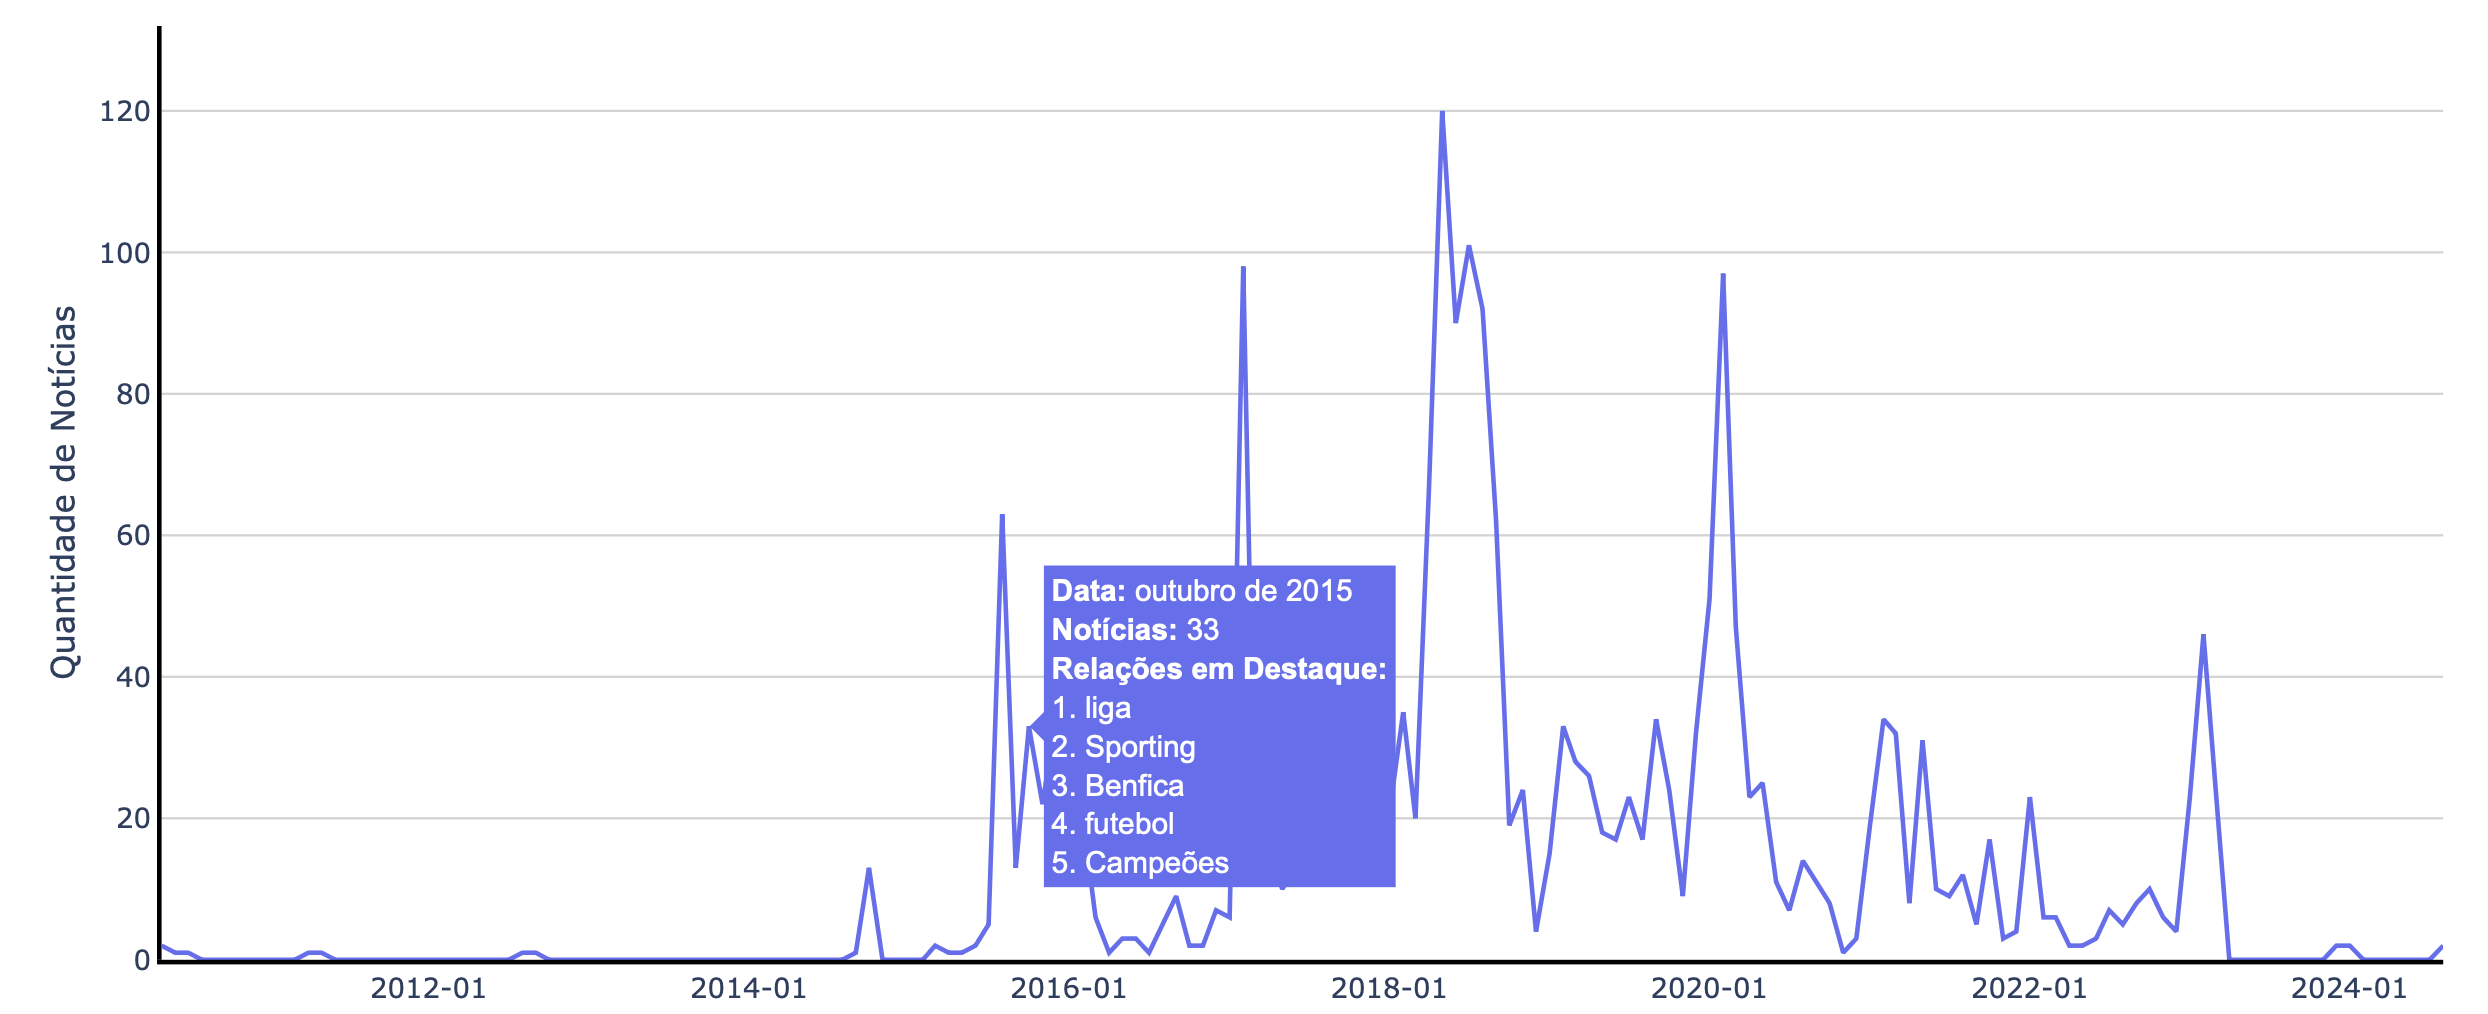 120
100
80
60
40
20
0
Quantidade de Notícias
Data: outubro de 2015
Notícias: 33
Relações em Destaque:
1. liga
2. Sporting
3. Benfica
4. futebol
5. Campeões
2012-01
2014-01
2016-01
2018-01
2020-01
2022-01
2024-01